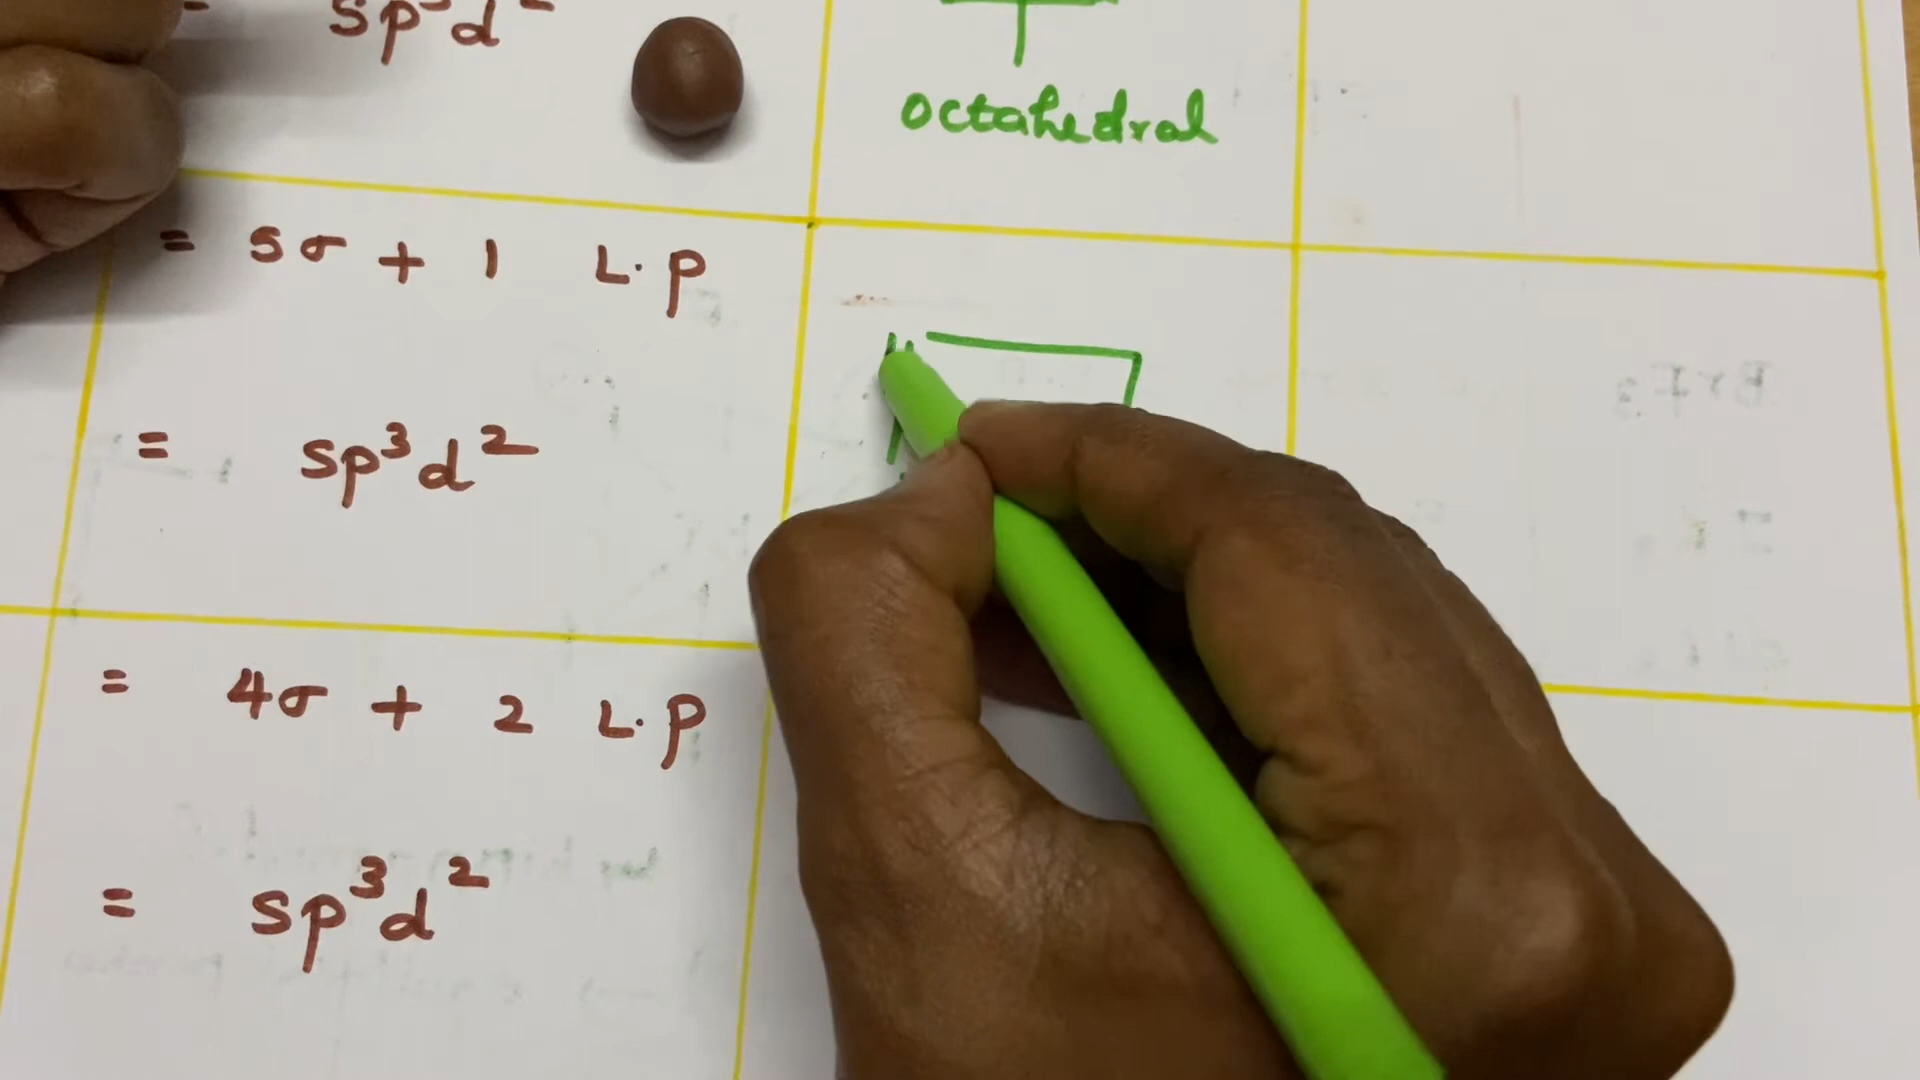 = sp³d²
octahedral
= 5σ + 1 L.P
= sp³d²
= 4σ + 2 L.P
= sp³d²